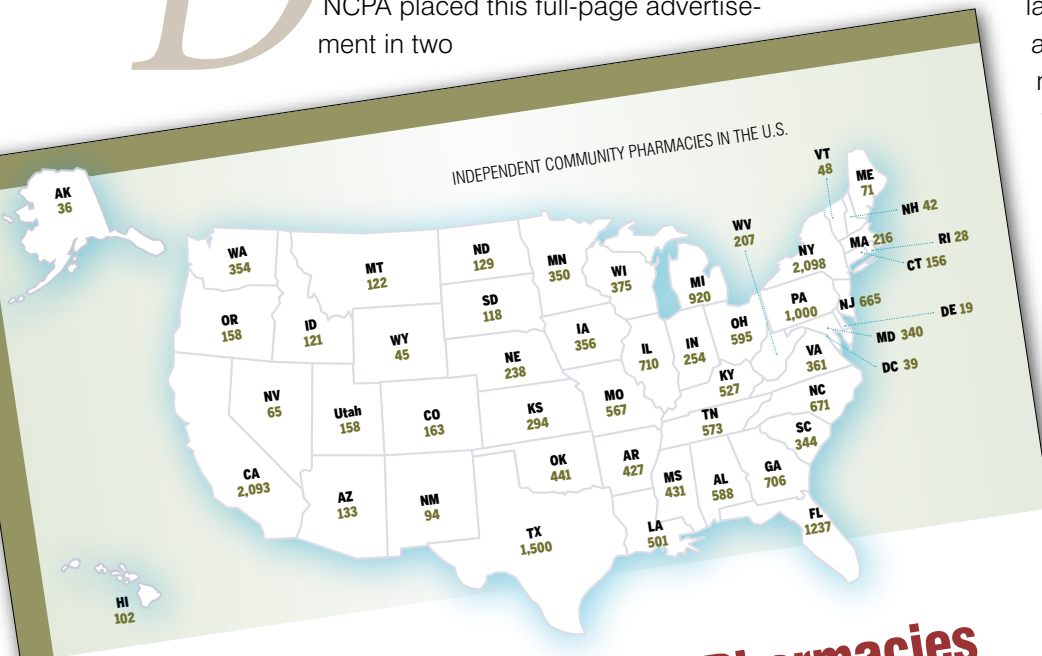 D
NCPA placed this full-page advertise-
ment in two
INDEPENDENT COMMUNITY PHARMACIES IN THE U.S.
AK
36
VT
48
ME
71
NH 42
WV
207
MA 216
RI 28
CT 156
NY
2,098
WA
354
MT
122
ND
129
MN
350
WI
375
MI
920
PA
1,000
NJ 665
DE 19
MD 340
DC 39
OR
158
ID
121
WY
45
SD
118
IA
356
NE
238
IL
710
IN
254
OH
595
VA
361
KY
527
NV
65
Utah
158
CO
163
KS
294
MO
567
NC
671
TN
573
SC
344
CA
2,093
AZ
133
NM
94
OK
441
AR
427
MS
431
AL
588
GA
706
TX
1,500
LA
501
FL
1237
HI
102
Pharmacies